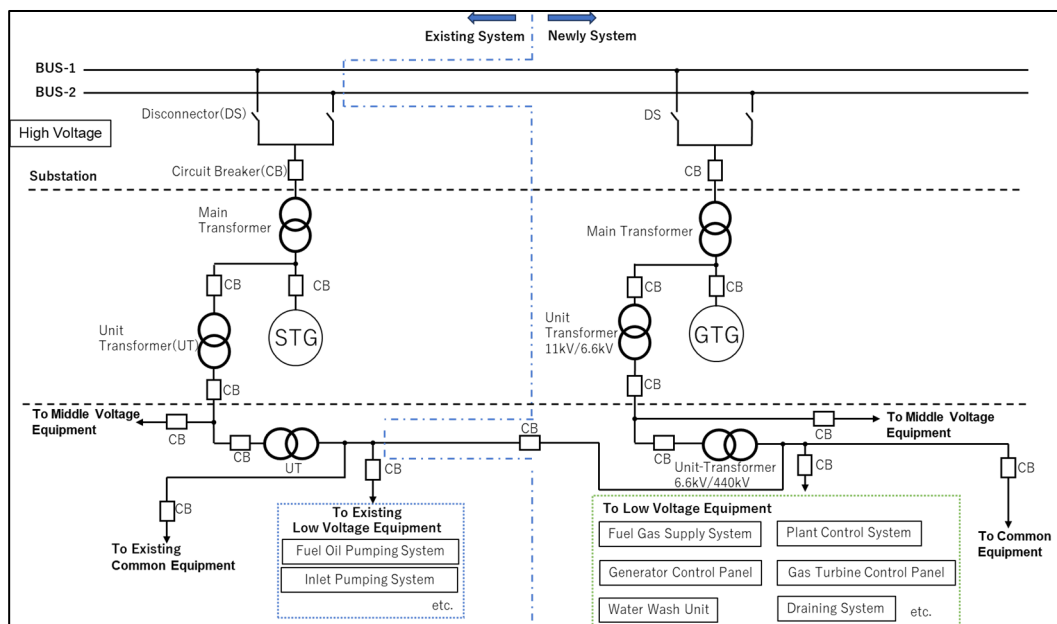 Existing System
Newly System
BUS-1
BUS-2
Disconnector(DS)
DS
High Voltage
Circuit Breaker(CB)
CB
Substation
Main
Transformer
Main Transformer
CB
CB
CB
CB
Unit
Transformer(UT)
STG
Unit
Transformer
11kV/6.6kV
GTG
CB
CB
To Middle Voltage
Equipment
CB
CB
UT
CB
CB
CB
CB
Unit-Transformer
6.6kV/440kV
CB
To Middle Voltage
Equipment
CB
CB
To Existing
Common Equipment
To Existing
Low Voltage Equipment
Fuel Oil Pumping System
Inlet Pumping System
etc.
To Low Voltage Equipment
Fuel Gas Supply System
Plant Control System
Generator Control Panel
Gas Turbine Control Panel
Water Wash Unit
Draining System
etc.
To Common
Equipment